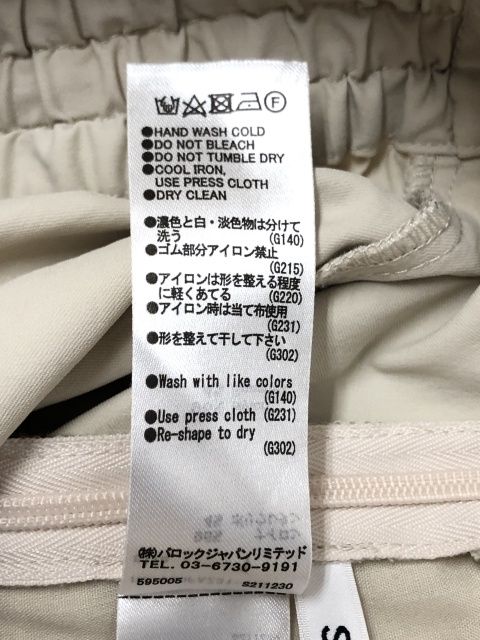 F
●HAND WASH COLD
●DO NOT BLEACH
●DO NOT TUMBLE DRY
●COOL IRON,
USE PRESS CLOTH
●DRY CLEAN
●濃色と白・淡色物は分けて
洗う (G140)
●ゴム部分アイロン禁止
(G215)
●アイロンは形を整える程度
に軽くあてる (G220)
●アイロン時は当て布使用
(G231)
●形を整えて干して下さい
(G302)
●Wash with like colors
(G140)
●Use press cloth (G231)
●Re-shape to dry
(G302)
㈱バロックジャパンリミテッド
TEL. 03-6730-9191
595005 S211230
S